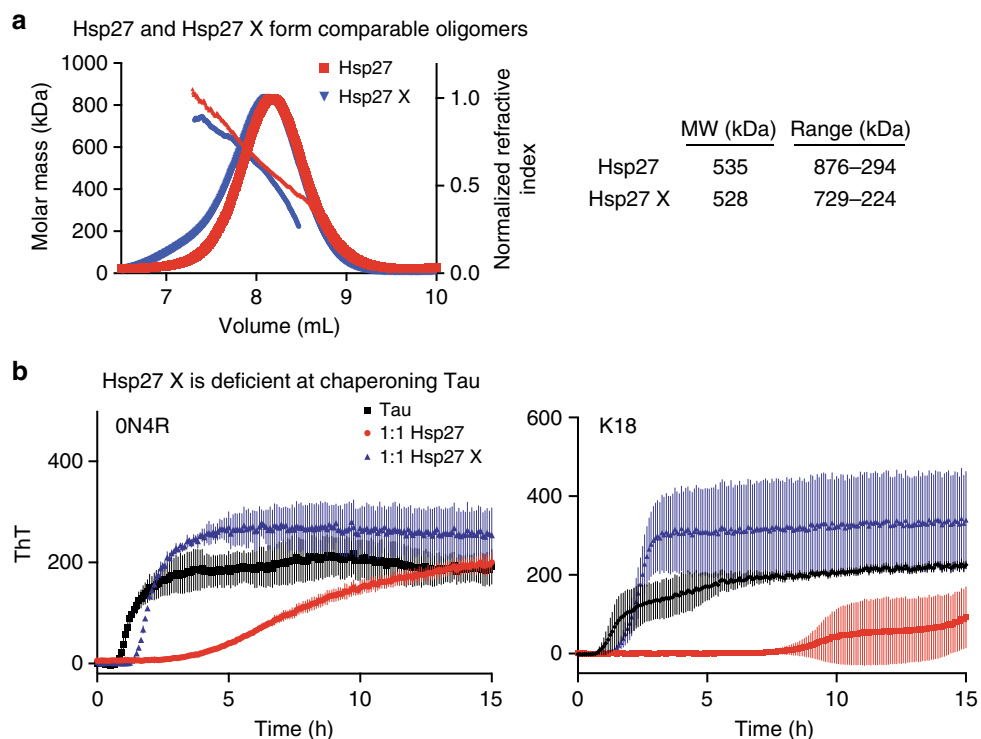 a
Hsp27 and Hsp27 X form comparable oligomers
Molar mass (kDa)
1000
800
600
400
200
0
7
8
9
10
Volume (mL)
1.0
0.5
0.0
Normalized refractive
index
Hsp27
Hsp27 X
MW (kDa) Range (kDa)
Hsp27 535 876–294
Hsp27 X 528 729–224
b
Hsp27 X is deficient at chaperoning Tau
0N4R
Tau
1:1 Hsp27
1:1 Hsp27 X
ThT
400
200
0
0
5
10
15
Time (h)
K18
600
400
200
0
0
5
10
15
Time (h)